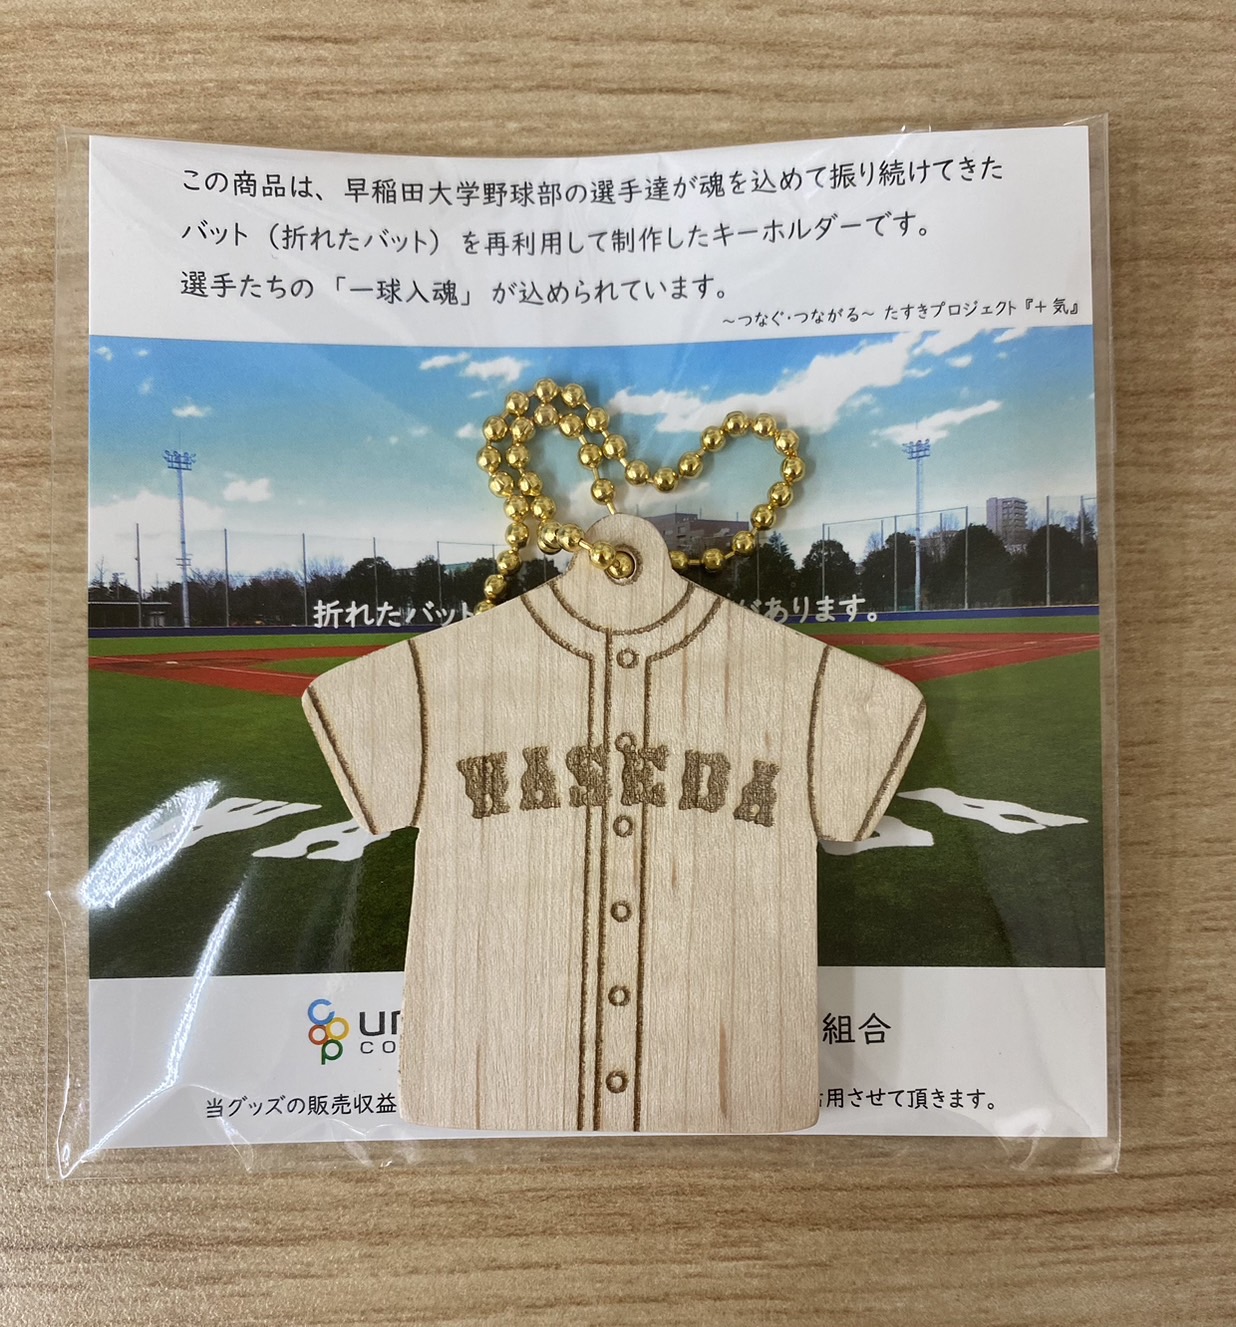 この商品は、早稲田大学野球部の選手達が魂を込めて振り続けてきた
バット（折れたバット）を再利用して制作したキーホルダーです。
選手たちの「一球入魂」が込められています。
～つなぐ・つながる～ たすきプロジェクト『＋気』
折れたバット があります。
WASEDA
coop 組合
当グッズの販売収益 用させて頂きます。